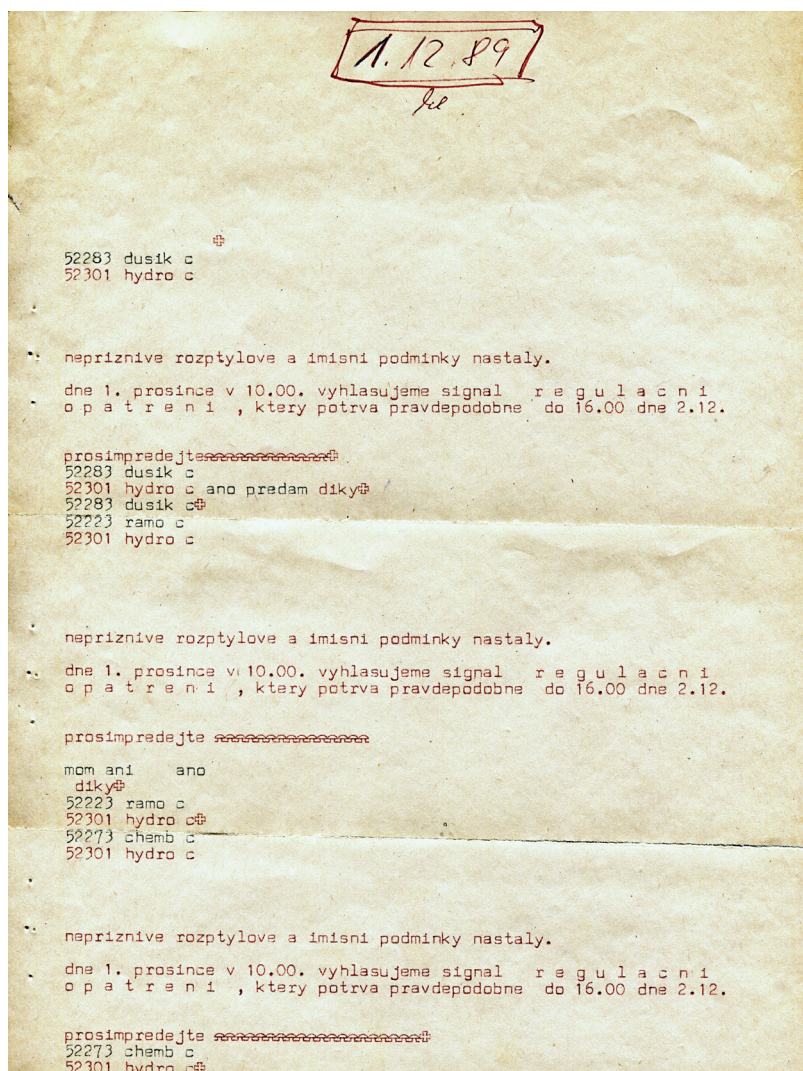 1.12.89
✠
52283 dusik c
52301 hydro c
nepriznive rozptylove a imisni podminky nastaly.
dne 1. prosince v 10.00. vyhlasujeme signal r e g u l a c n i
o p a t r e n i , ktery potrva pravdepodobne do 16.00 dne 2.12.
prosimpredejte✠
52283 dusik c
52301 hydro c ano predam diky✠
52283 dusik c✠
52223 ramo c
52301 hydro c
nepriznive rozptylove a imisni podminky nastaly.
dne 1. prosince v 10.00. vyhlasujeme signal r e g u l a c n i
o p a t r e n i , ktery potrva pravdepodobne do 16.00 dne 2.12.
prosimpredejte
mom ani ano
diky✠
52223 ramo c
52301 hydro c✠
52273 chemb c
52301 hydro c
nepriznive rozptylove a imisni podminky nastaly.
dne 1. prosince v 10.00. vyhlasujeme signal r e g u l a c n i
o p a t r e n i , ktery potrva pravdepodobne do 16.00 dne 2.12.
prosimpredejte ✠
52273 chemb c
52301 hydro c✠